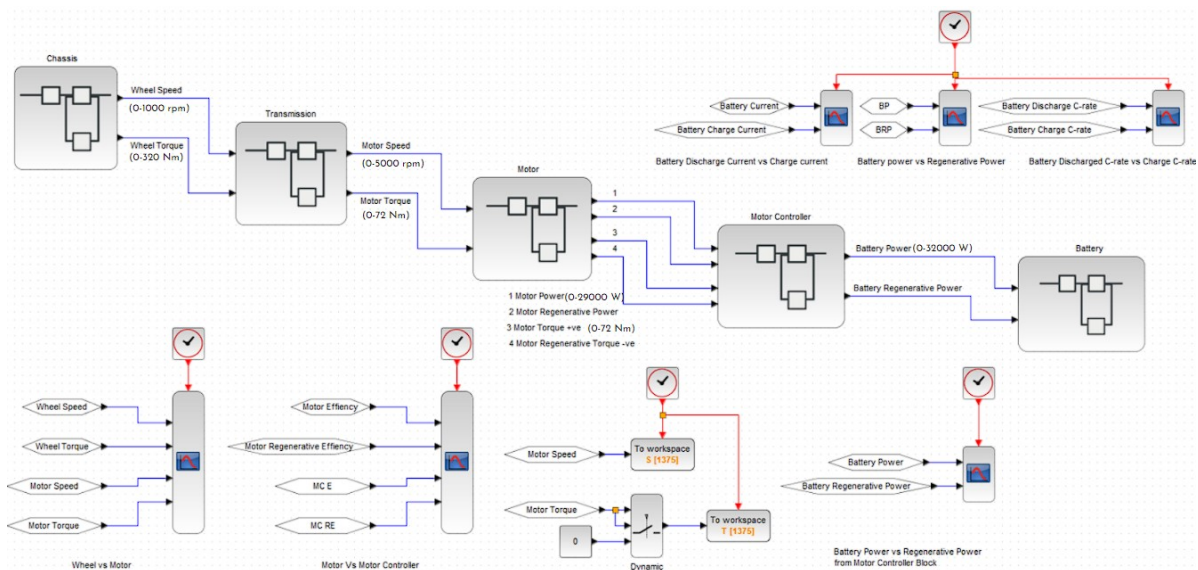 Chassis
Wheel Speed
(0-1000 rpm)
Wheel Torque
(0-320 Nm)
Transmission
Motor Speed
(0-5000 rpm)
Motor Torque
(0-72 Nm)
Motor
1
2
3
4
1 Motor Power(0-29000 W)
2 Motor Regenerative Power
3 Motor Torque +ve (0-72 Nm)
4 Motor Regenerative Torque -ve
Motor Controller
Battery Power (0-32000 W)
Battery Regenerative Power
Battery
Battery Current
Battery Charge Current
Battery Discharge Current vs Charge current
BP
BRP
Battery power vs Regenerative Power
Battery Discharge C-rate
Battery Charge C-rate
Battery Discharged C-rate vs Charge C-rate
Wheel Speed
Wheel Torque
Motor Speed
Motor Torque
Wheel vs Motor
Motor Effiency
Motor Regenerative Effiency
MC E
MC RE
Motor Vs Motor Controller
Motor Speed
To workspace
S [1375]
Motor Torque
0
Dynamic
To workspace
T [1375]
Battery Power
Battery Regenerative Power
Battery Power vs Regenerative Power
from Motor Controller Block